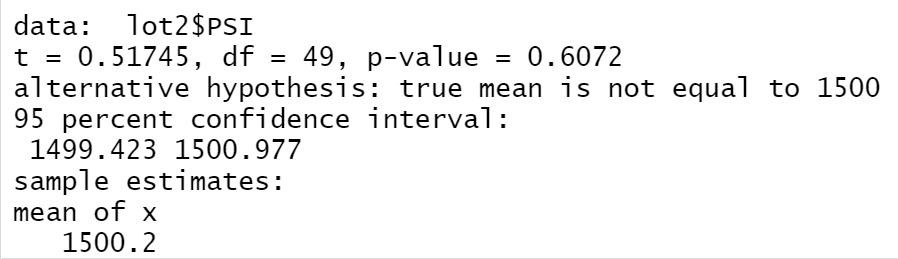 data:  lot2$PSI
t = 0.51745, df = 49, p-value = 0.6072
alternative hypothesis: true mean is not equal to 1500
95 percent confidence interval:
 1499.423 1500.977
sample estimates:
mean of x
   1500.2